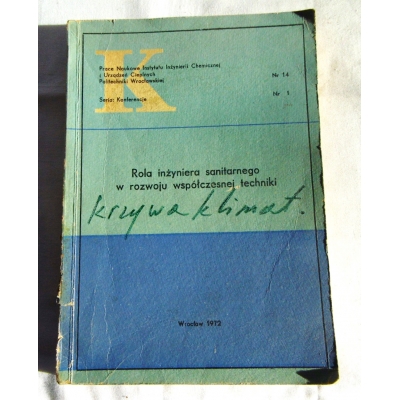 K
Prace Naukowe Instytutu Inżynierii Chemicznej
i Urządzeń Cieplnych
Politechniki Wrocławskiej
Nr 14
Seria: Konferencje
Nr 1
Rola inżyniera sanitarnego
w rozwoju współczesnej techniki
krzywa klimat.
Wrocław 1972